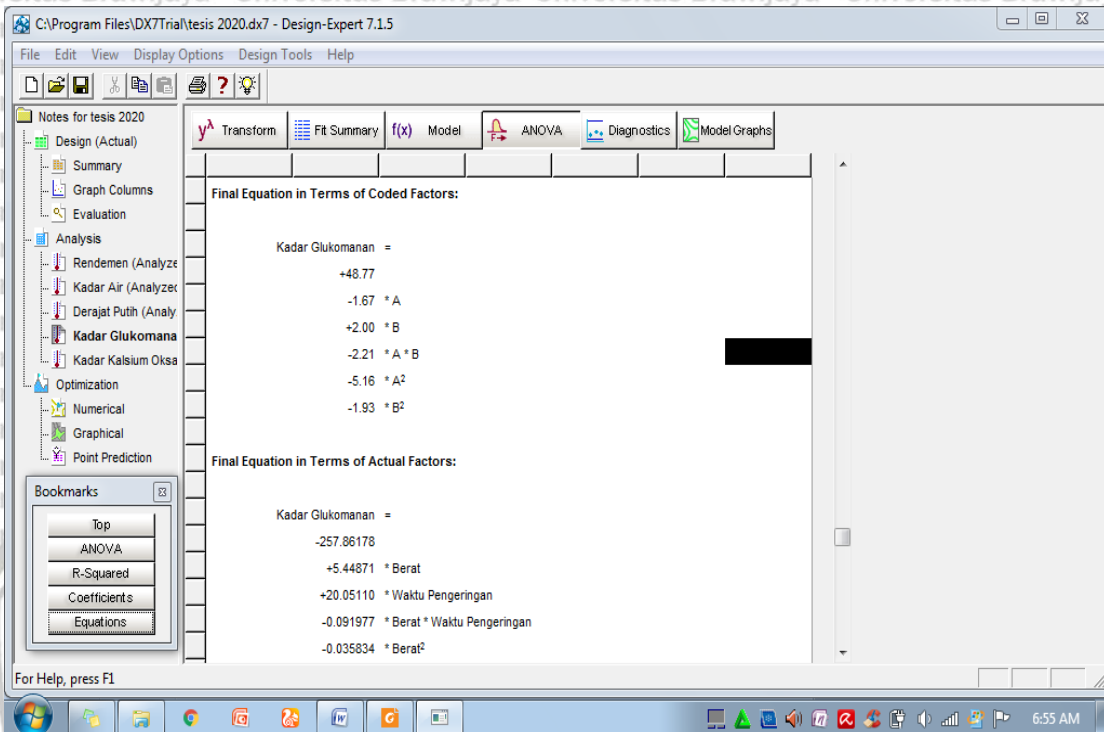 C:\Program Files\DX7Trial\tesis 2020.dx7 - Design-Expert 7.1.5
File Edit View Display Options Design Tools Help
Notes for tesis 2020
Design (Actual)
Summary
Graph Columns
Evaluation
Analysis
Rendemen (Analyze
Kadar Air (Analyzed
Derajat Putih (Analy
Kadar Glukomana
Kadar Kalsium Oksa
Optimization
Numerical
Graphical
Point Prediction
Bookmarks
Top
ANOVA
R-Squared
Coefficients
Equations
yλ Transform Fit Summary f(x) Model ANOVA Diagnostics Model Graphs
Final Equation in Terms of Coded Factors:
Kadar Glukomanan =
+48.77
-1.67 * A
+2.00 * B
-2.21 * A * B
-5.16 * A²
-1.93 * B²
Final Equation in Terms of Actual Factors:
Kadar Glukomanan =
-257.86178
+5.44871 * Berat
+20.05110 * Waktu Pengeringan
-0.091977 * Berat * Waktu Pengeringan
-0.035834 * Berat²
For Help, press F1
6:55 AM